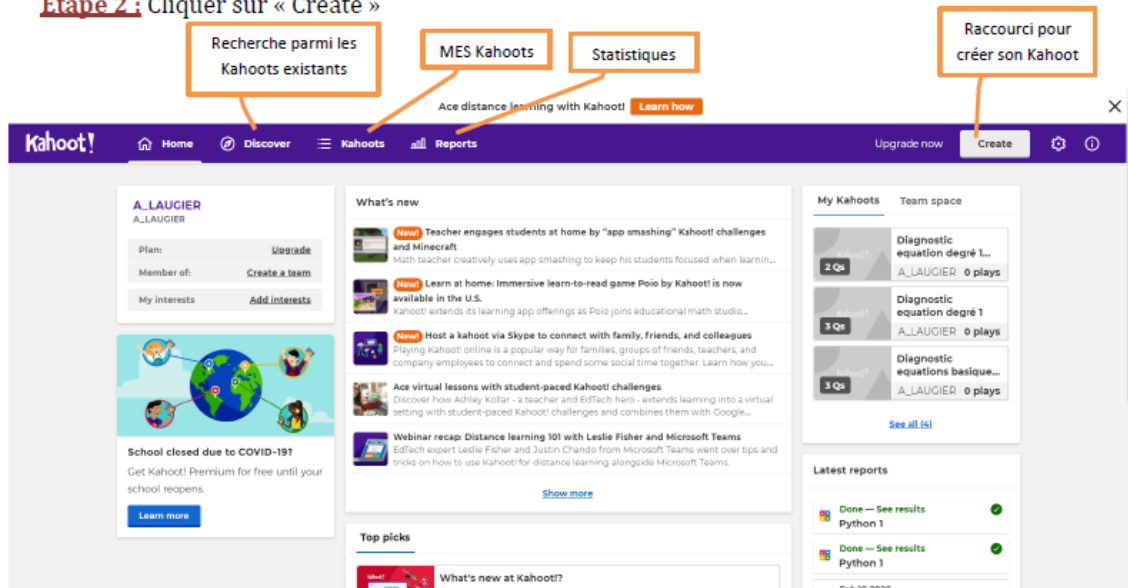 Etape 2 : Cliquer sur « Create »
Recherche parmi les
Kahoots existants
MES Kahoots
Statistiques
Raccourci pour
créer son Kahoot
Ace distance learning with Kahoot! Learn how
Kahoot! Home Discover Kahoots Reports Upgrade now Create
A_LAUGIER
A_LAUGIER
Plan: Upgrade
Member of: Create a team
My interests Add interests
School closed due to COVID-19?
Get Kahoot! Premium for free until your
school reopens.
Learn more
What's new
New! Teacher engages students at home by "app smashing" Kahoot! challenges
and Minecraft
Math teacher creatively uses app smashing to keep his students focused when learnin...
New! Learn at home: Immersive learn-to-read game Poio by Kahoot! is now
available in the U.S.
Kahoot! extends its learning app offerings as Poio joins educational math studio...
New! Host a kahoot via Skype to connect with family, friends, and colleagues
Playing Kahoot! online is a popular way for families, groups of friends, teachers, and
company employees to connect and spend some social time together. Learn how you...
Ace virtual lessons with student-paced Kahoot! challenges
Discover how Ashley Kollar - a teacher and EdTech hero - extends learning into a virtual
setting with student-paced Kahoot! challenges and combines them with Google...
Webinar recap: Distance learning 101 with Leslie Fisher and Microsoft Teams
EdTech expert Leslie Fisher and Justin Chando from Microsoft Teams went over tips and
tricks on how to use Kahoot! for distance learning alongside Microsoft Teams.
Show more
Top picks
What's new at Kahoot!?
My Kahoots Team space
Diagnostic
equation degré 1...
2 Qs
A_LAUGIER 0 plays
Diagnostic
equation degré 1
3 Qs
A_LAUGIER 0 plays
Diagnostic
equations basique...
3 Qs
A_LAUGIER 0 plays
See all (4)
Latest reports
Done — See results
Python 1
Done — See results
Python 1